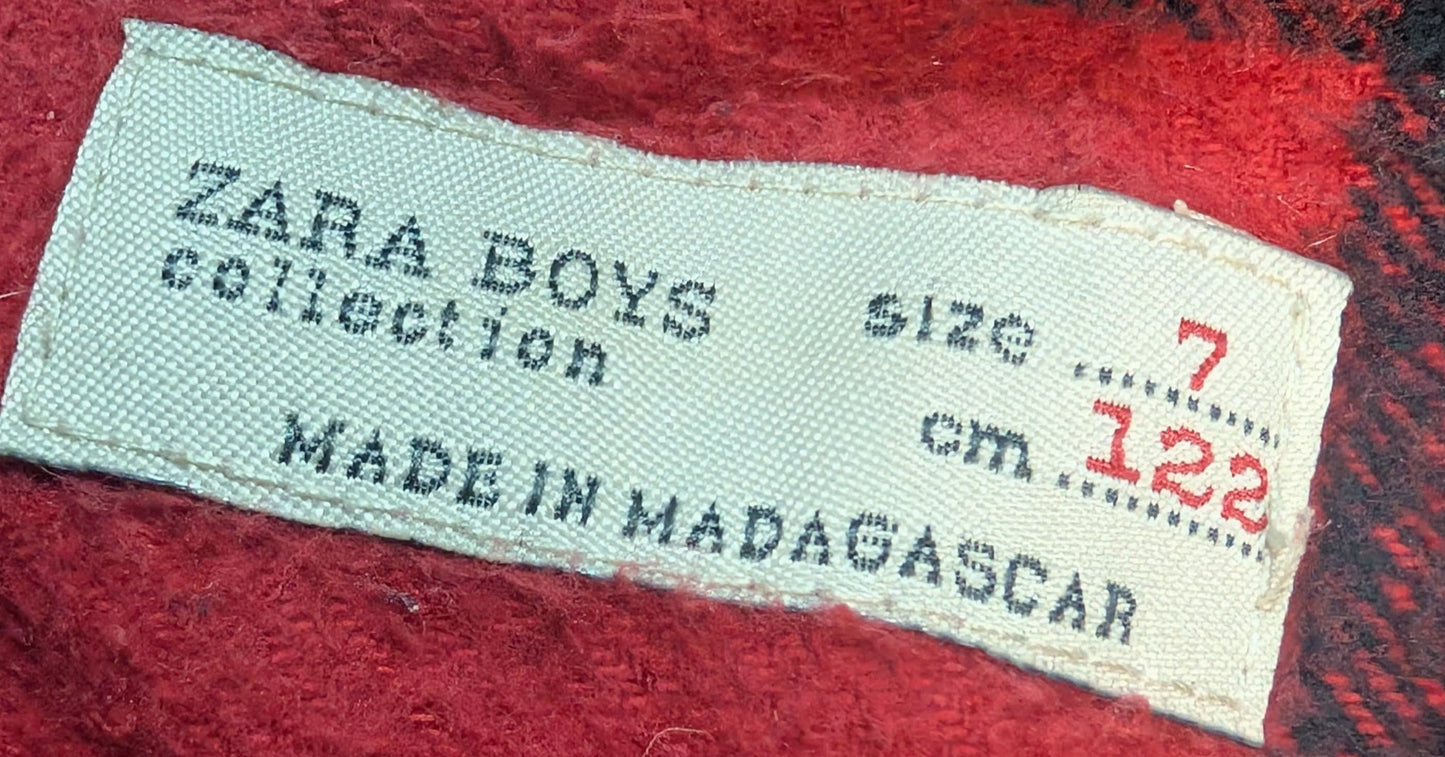 ZARA BOYS
collection
size ..... 7
cm . 122
MADE IN MADAGASCAR